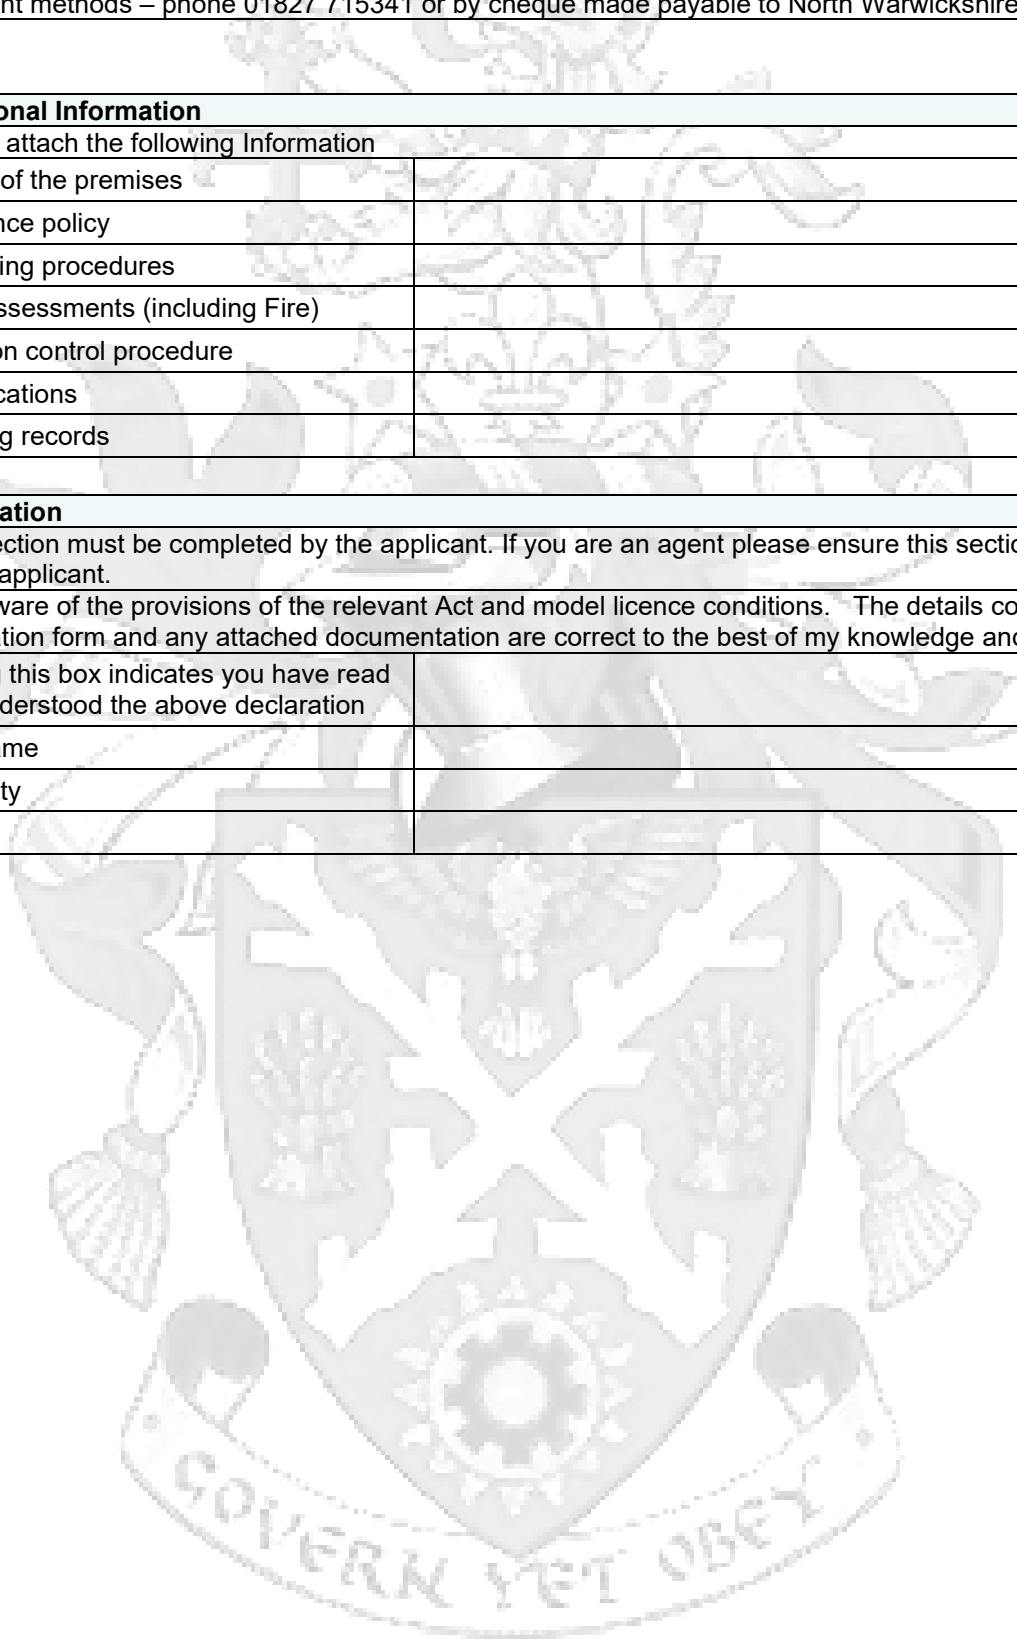 nt methods – phone 01827 715341 or by cheque made payable to North Warwickshire
onal Information
attach the following Information
of the premises
nce policy
ing procedures
ssessments (including Fire)
on control procedure
cations
g records
ation
ection must be completed by the applicant. If you are an agent please ensure this sectio
applicant.
ware of the provisions of the relevant Act and model licence conditions.   The details co
ation form and any attached documentation are correct to the best of my knowledge and
this box indicates you have read
derstood the above declaration
ame
ty
GOVERN YET OBEY